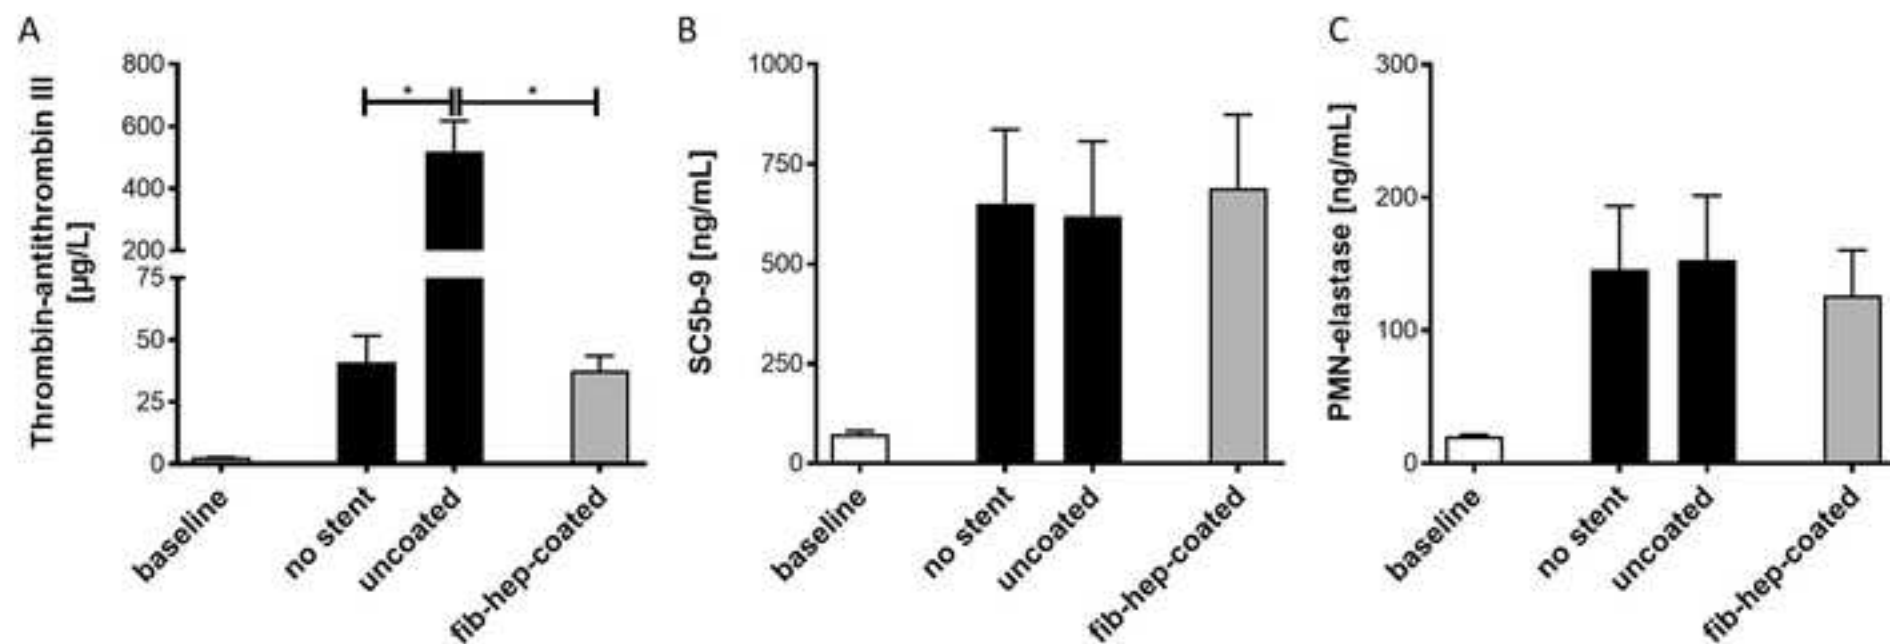 A
Thrombin-antithrombin III
[µg/L]
800
600
400
200
75
50
25
0
*
*
baseline
no stent
uncoated
fib-hep-coated
B
SC5b-9 [ng/mL]
1000
750
500
250
0
baseline
no stent
uncoated
fib-hep-coated
C
PMN-elastase [ng/mL]
300
200
100
0
baseline
no stent
uncoated
fib-hep-coated